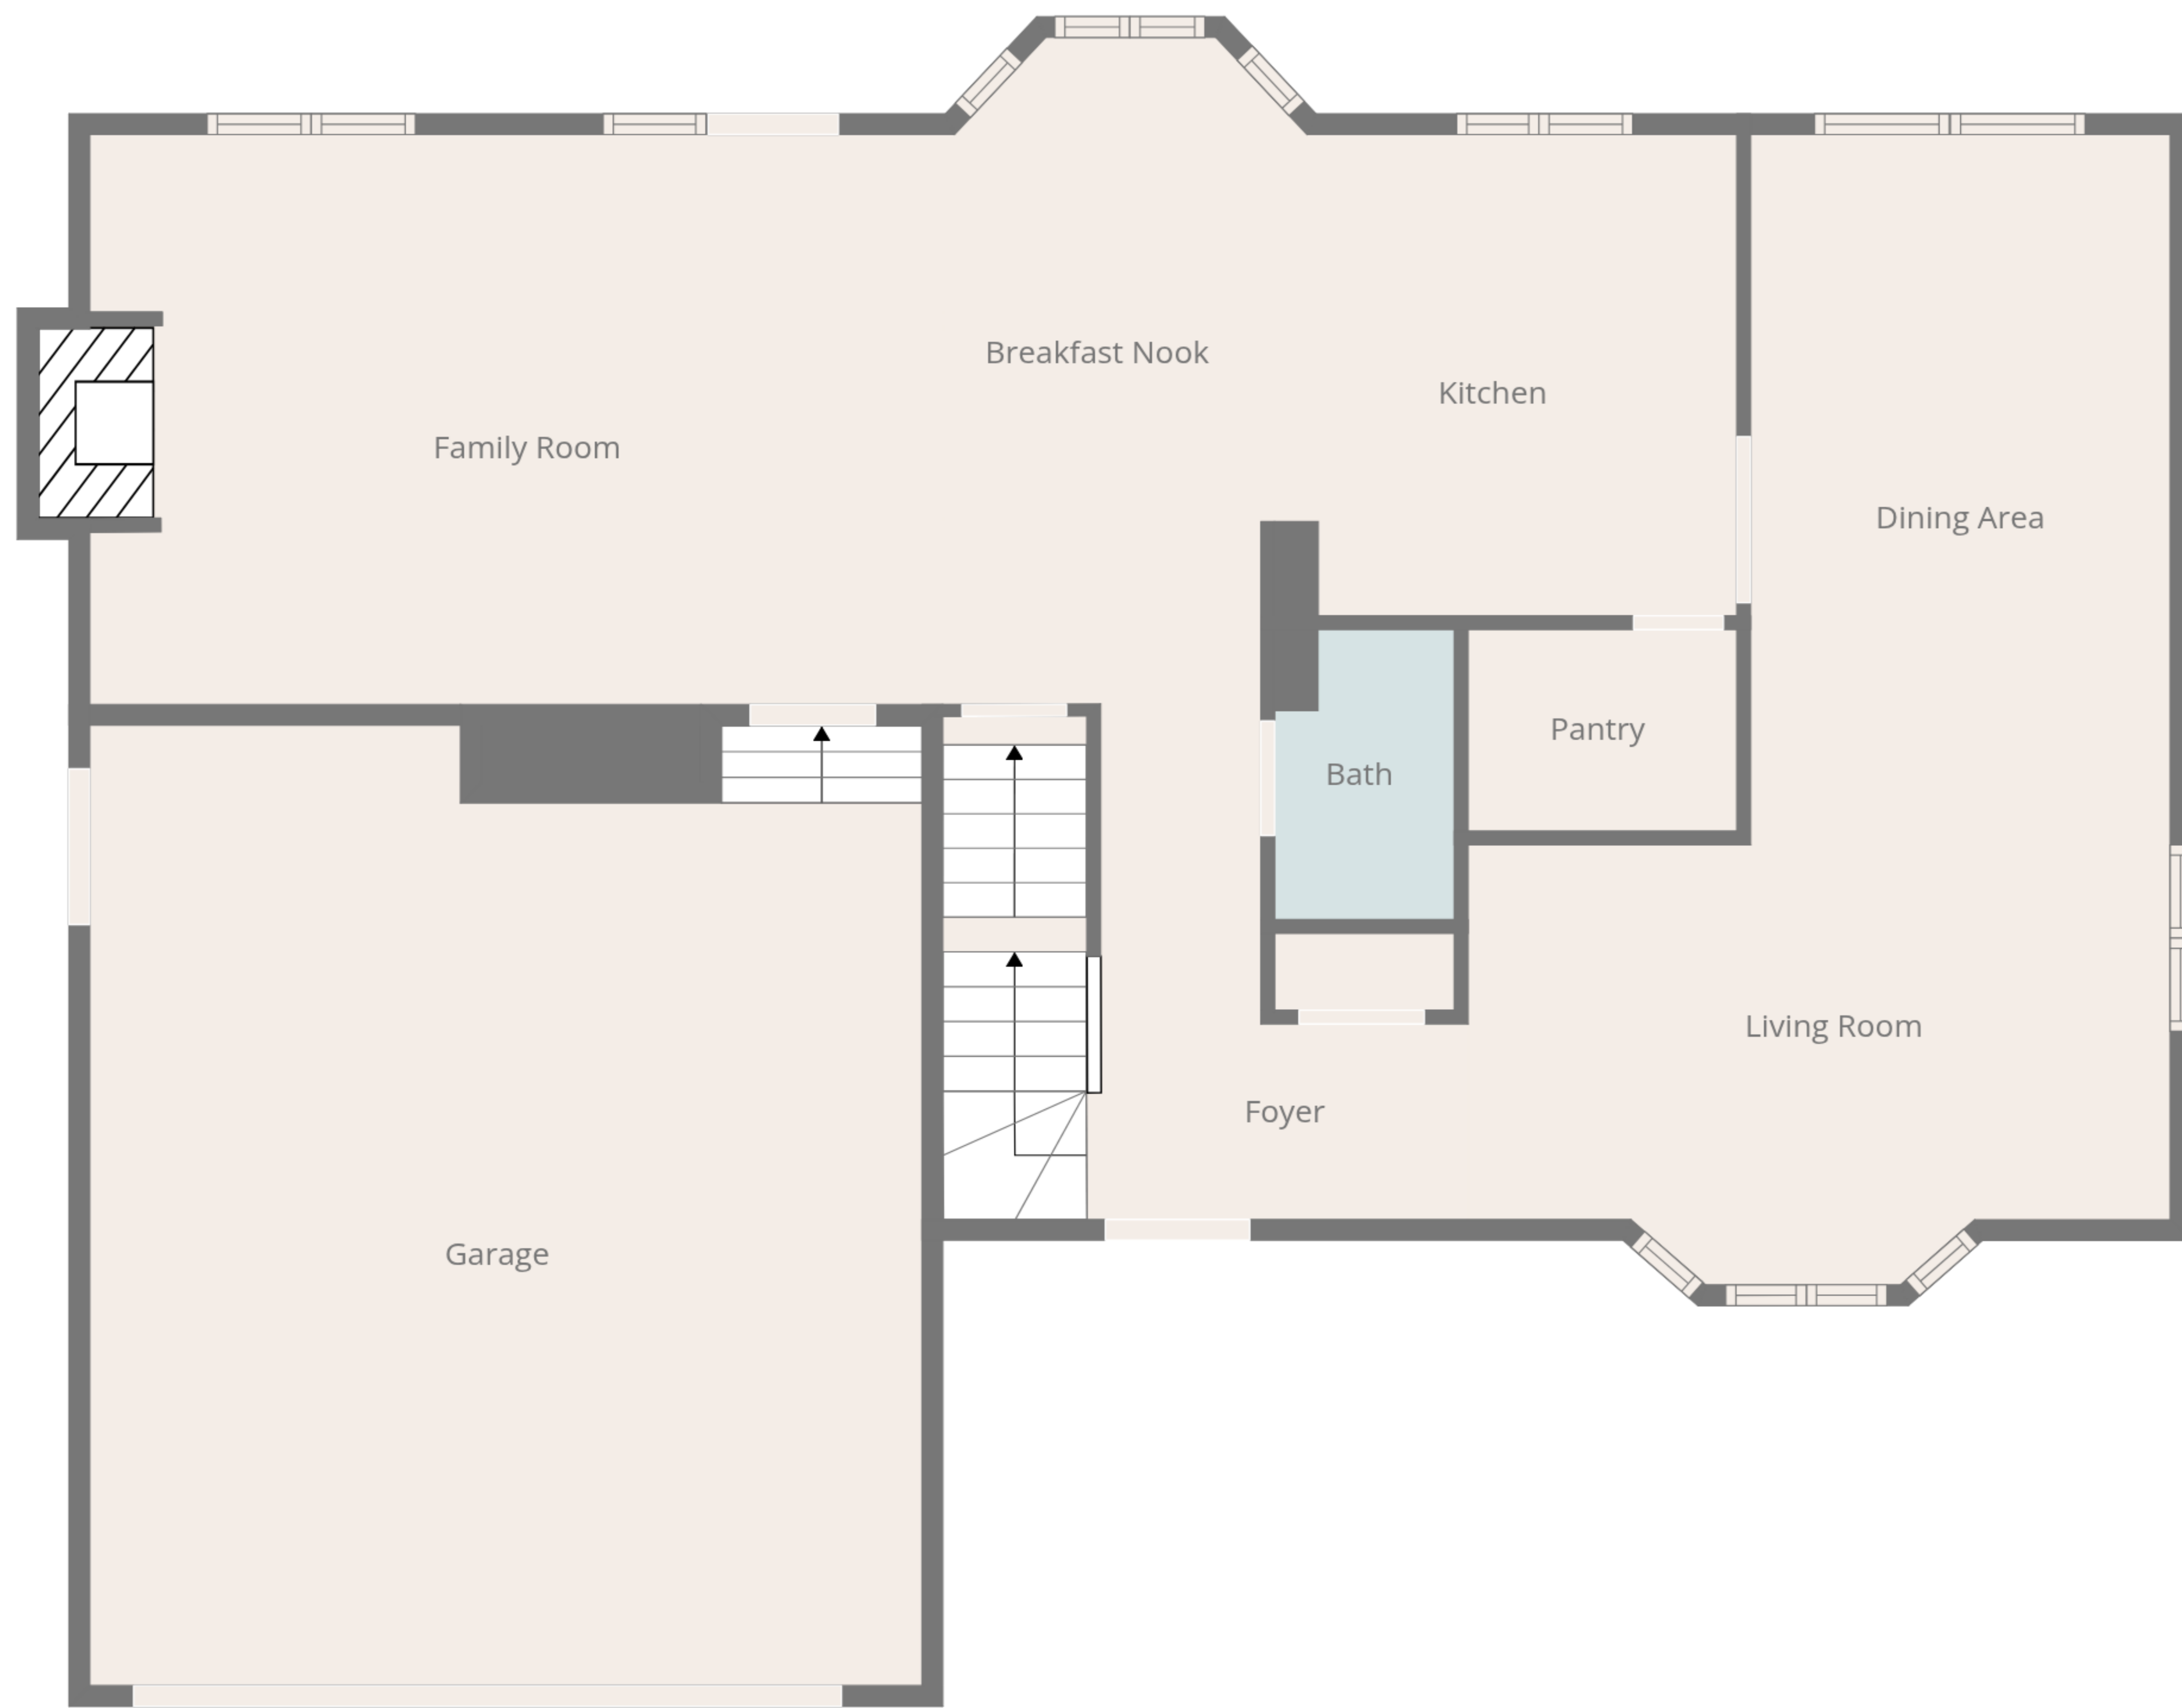 Breakfast Nook
Kitchen
Family Room
Dining Area
Pantry
Bath
Living Room
Foyer
Garage